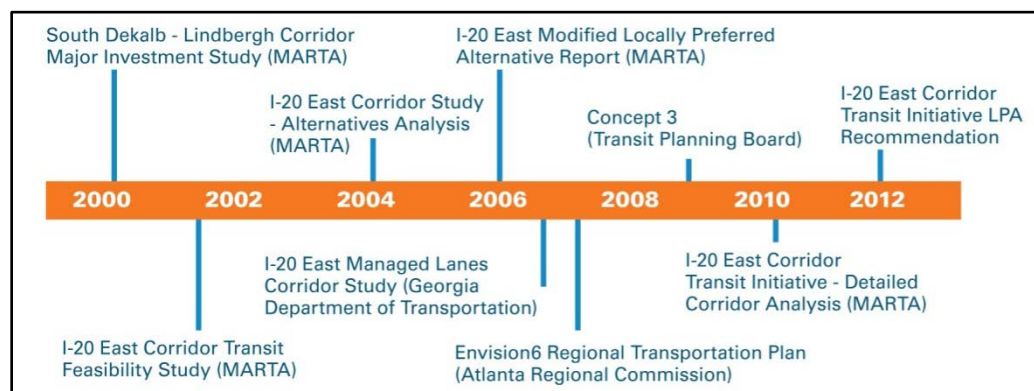 South Dekalb - Lindbergh Corridor
Major Investment Study (MARTA)
I-20 East Modified Locally Preferred
Alternative Report (MARTA)
I-20 East Corridor Study
- Alternatives Analysis
(MARTA)
Concept 3
(Transit Planning Board)
I-20 East Corridor
Transit Initiative LPA
Recommendation
2000 2002 2004 2006 2008 2010 2012
I-20 East Managed Lanes
Corridor Study (Georgia
Department of Transportation)
I-20 East Corridor
Transit Initiative - Detailed
Corridor Analysis (MARTA)
I-20 East Corridor Transit
Feasibility Study (MARTA)
Envision6 Regional Transportation Plan
(Atlanta Regional Commission)